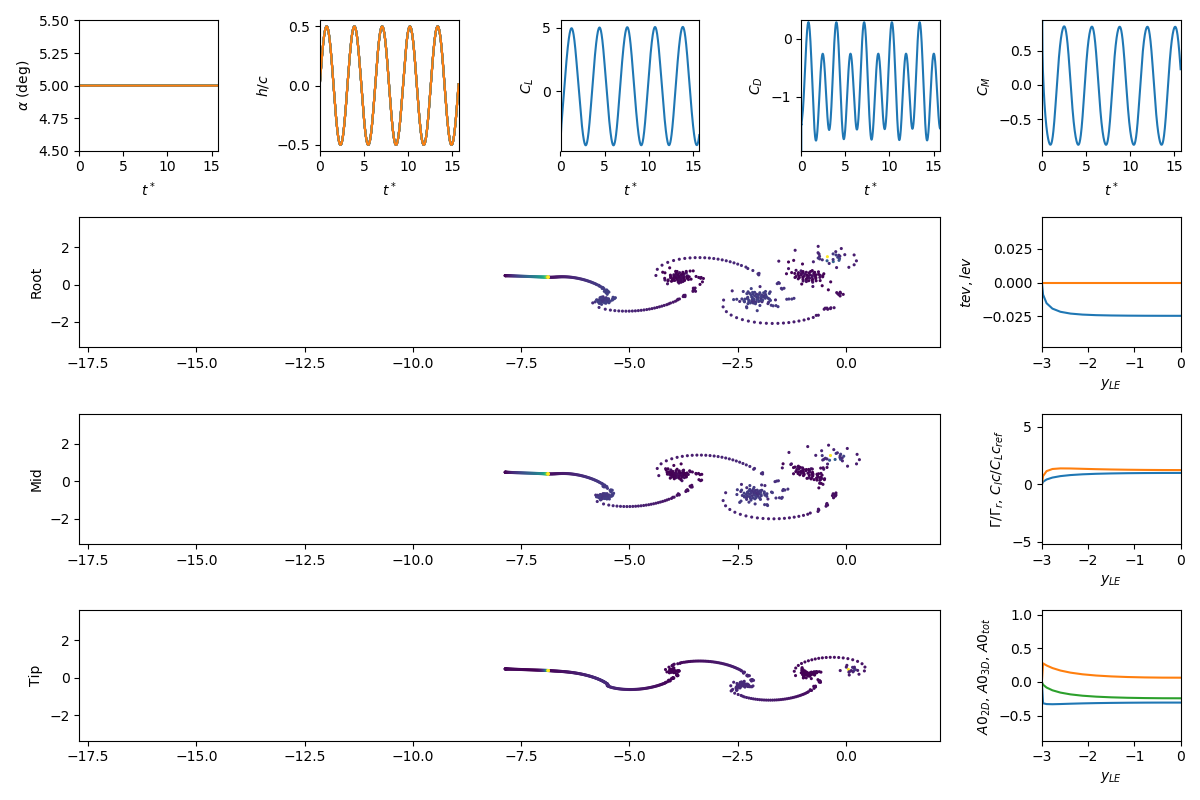 α (deg)
5.50
5.25
5.00
4.75
4.50
0 5 10 15
t*
h/c
0.5
0.0
−0.5
0 5 10 15
t*
C_L
5
0
0 5 10 15
t*
C_D
0
−1
0 5 10 15
t*
C_M
0.5
0.0
−0.5
0 5 10 15
t*
Root
2
0
−2
−17.5 −15.0 −12.5 −10.0 −7.5 −5.0 −2.5 0.0
tev, lev
0.025
0.000
−0.025
−3 −2 −1 0
y_LE
Mid
2
0
−2
−17.5 −15.0 −12.5 −10.0 −7.5 −5.0 −2.5 0.0
Γ/Γ_r, C_lc/C_Lc_ref
5
0
−5
−3 −2 −1 0
y_LE
Tip
2
0
−2
−17.5 −15.0 −12.5 −10.0 −7.5 −5.0 −2.5 0.0
A0_2D, A0_3D, A0_tot
1.0
0.5
0.0
−0.5
−3 −2 −1 0
y_LE